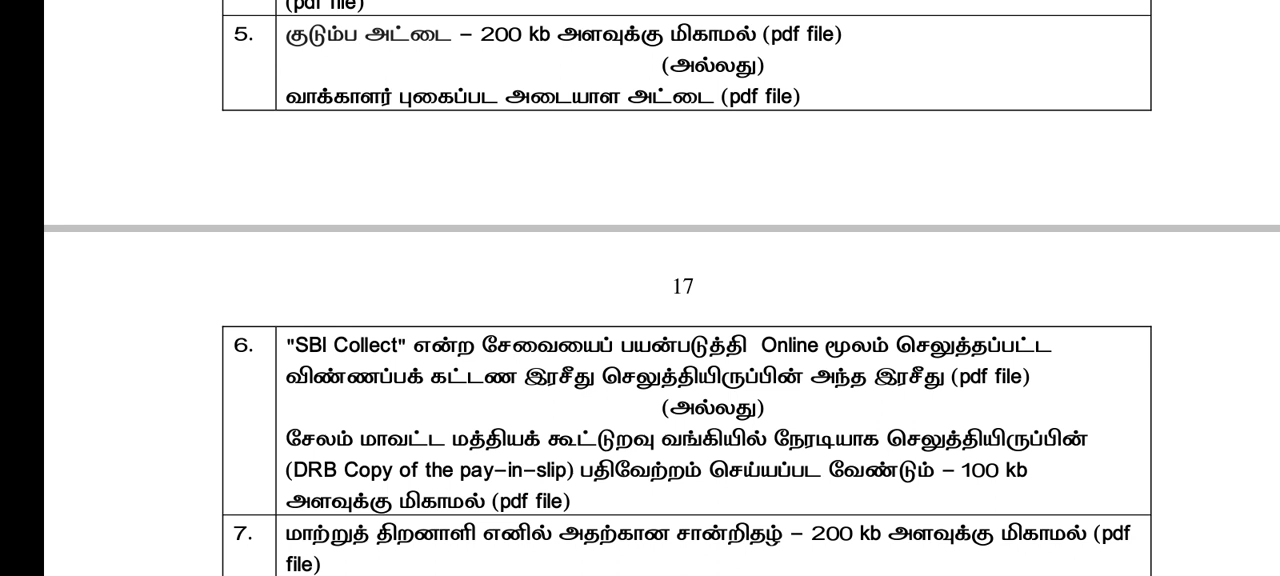 (pdf file)
5. குடும்ப அட்டை – 200 kb அளவுக்கு மிகாமல் (pdf file)
(அல்லது)
வாக்காளர் புகைப்பட அடையாள அட்டை (pdf file)
17
6. "SBI Collect" என்ற சேவையைப் பயன்படுத்தி Online மூலம் செலுத்தப்பட்ட
விண்ணப்பக் கட்டண இரசீது செலுத்தியிருப்பின் அந்த இரசீது (pdf file)
(அல்லது)
சேலம் மாவட்ட மத்தியக் கூட்டுறவு வங்கியில் நேரடியாக செலுத்தியிருப்பின்
(DRB Copy of the pay–in–slip) பதிவேற்றம் செய்யப்பட வேண்டும் – 100 kb
அளவுக்கு மிகாமல் (pdf file)
7. மாற்றுத் திறனாளி எனில் அதற்கான சான்றிதழ் – 200 kb அளவுக்கு மிகாமல் (pdf
file)